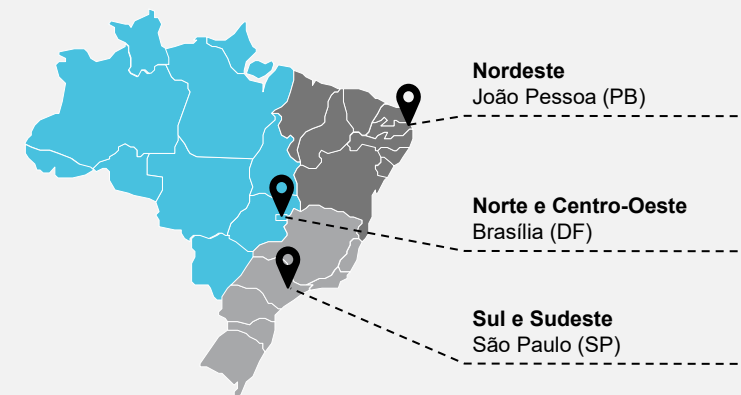 Nordeste
João Pessoa (PB)
Norte e Centro-Oeste
Brasília (DF)
Sul e Sudeste
São Paulo (SP)